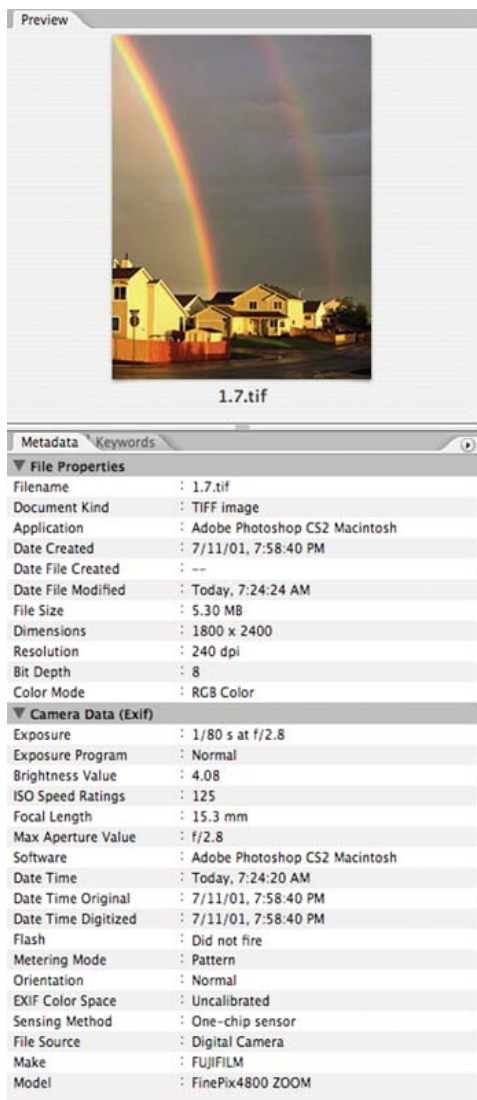 Preview
1.7.tif
Metadata Keywords
File Properties
Filename : 1.7.tif
Document Kind : TIFF image
Application : Adobe Photoshop CS2 Macintosh
Date Created : 7/11/01, 7:58:40 PM
Date File Created : --
Date File Modified : Today, 7:24:24 AM
File Size : 5.30 MB
Dimensions : 1800 x 2400
Resolution : 240 dpi
Bit Depth : 8
Color Mode : RGB Color
Camera Data (Exif)
Exposure : 1/80 s at f/2.8
Exposure Program : Normal
Brightness Value : 4.08
ISO Speed Ratings : 125
Focal Length : 15.3 mm
Max Aperture Value : f/2.8
Software : Adobe Photoshop CS2 Macintosh
Date Time : Today, 7:24:20 AM
Date Time Original : 7/11/01, 7:58:40 PM
Date Time Digitized : 7/11/01, 7:58:40 PM
Flash : Did not fire
Metering Mode : Pattern
Orientation : Normal
EXIF Color Space : Uncalibrated
Sensing Method : One-chip sensor
File Source : Digital Camera
Make : FUJIFILM
Model : FinePix4800 ZOOM